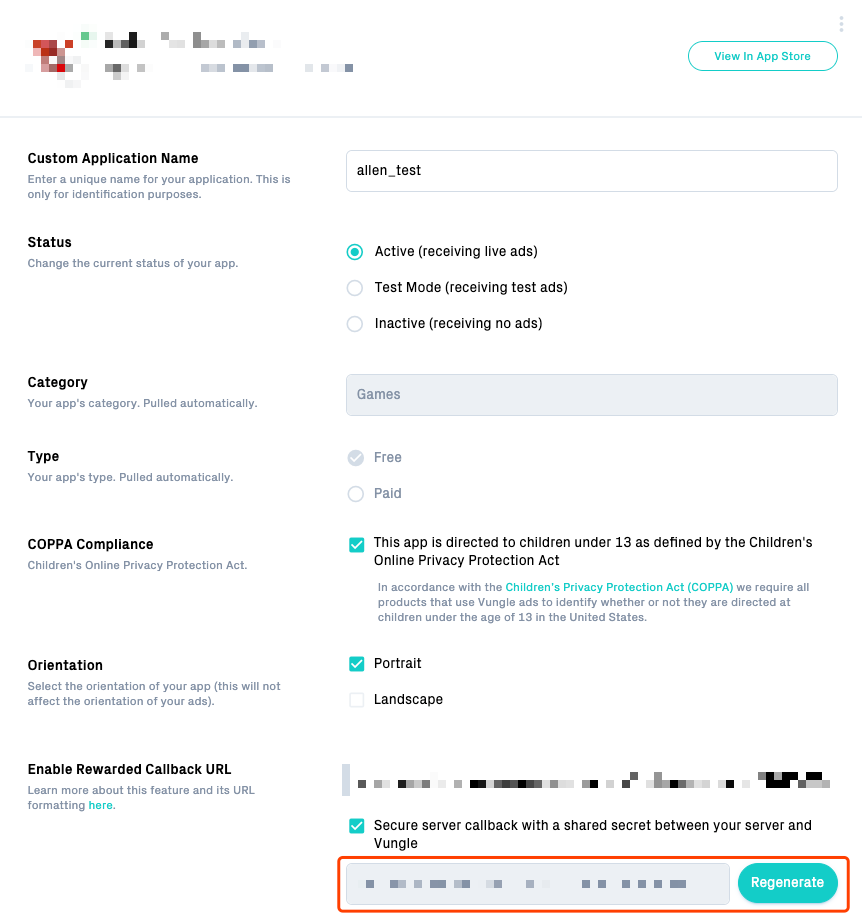 View In App Store
Custom Application Name
Enter a unique name for your application. This is
only for identification purposes.
allen_test
Status
Change the current status of your app.
Active (receiving live ads)
Test Mode (receiving test ads)
Inactive (receiving no ads)
Category
Your app's category. Pulled automatically.
Games
Type
Your app's type. Pulled automatically.
Free
Paid
COPPA Compliance
Children's Online Privacy Protection Act.
This app is directed to children under 13 as defined by the Children's
Online Privacy Protection Act
In accordance with the Children's Privacy Protection Act (COPPA) we require all
products that use Vungle ads to identify whether or not they are directed at
children under the age of 13 in the United States.
Orientation
Select the orientation of your app (this will not
affect the orientation of your ads).
Portrait
Landscape
Enable Rewarded Callback URL
Learn more about this feature and its URL
formatting here.
Secure server callback with a shared secret between your server and
Vungle
Regenerate